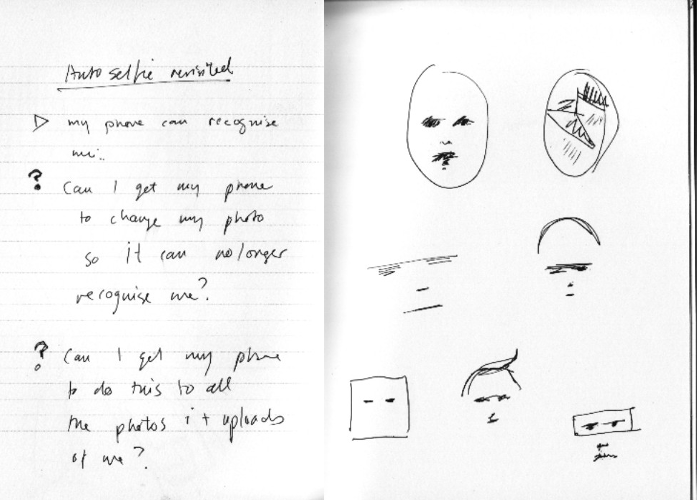 Auto selfie revisited
my phone can recognise
me.
? Can I get my phone
to change my photo
so it can no longer
recognise me?
? Can I get my phone
to do this to all
the photos it uploads
of me?